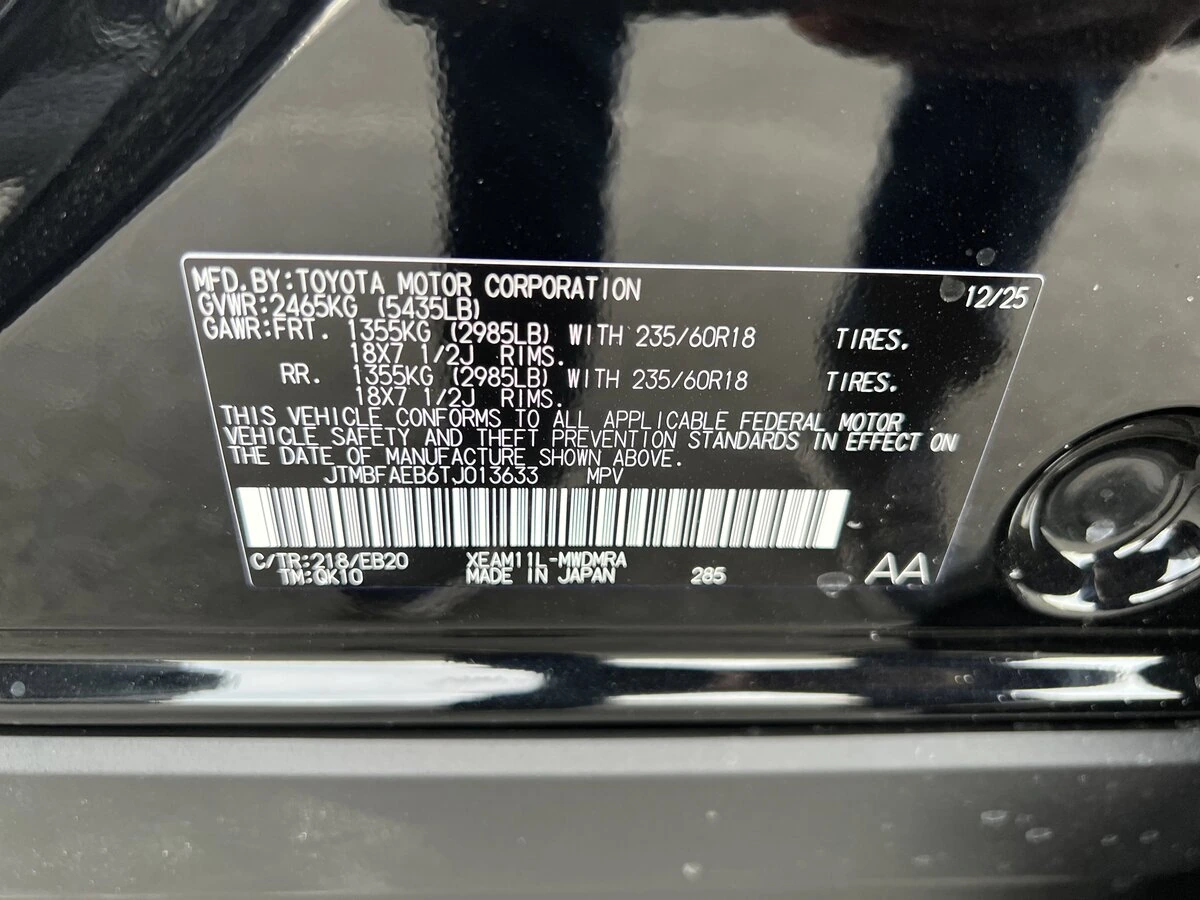 MFD.BY:TOYOTA MOTOR CORPORATION 12/25
GVWR:2465KG (5435LB)
GAWR:FRT. 1355KG (2985LB) WITH 235/60R18 TIRES.
18X7 1/2J RIMS.
RR. 1355KG (2985LB) WITH 235/60R18 TIRES.
18X7 1/2J RIMS.
THIS VEHICLE CONFORMS TO ALL APPLICABLE FEDERAL MOTOR
VEHICLE SAFETY AND THEFT PREVENTION STANDARDS IN EFFECT ON
THE DATE OF MANUFACTURE SHOWN ABOVE.
JTMBFAEB6TJ013633 MPV
C/TR:218/EB20 XEAM11L-MWDMRA
TM:QK10 MADE IN JAPAN 285 AA